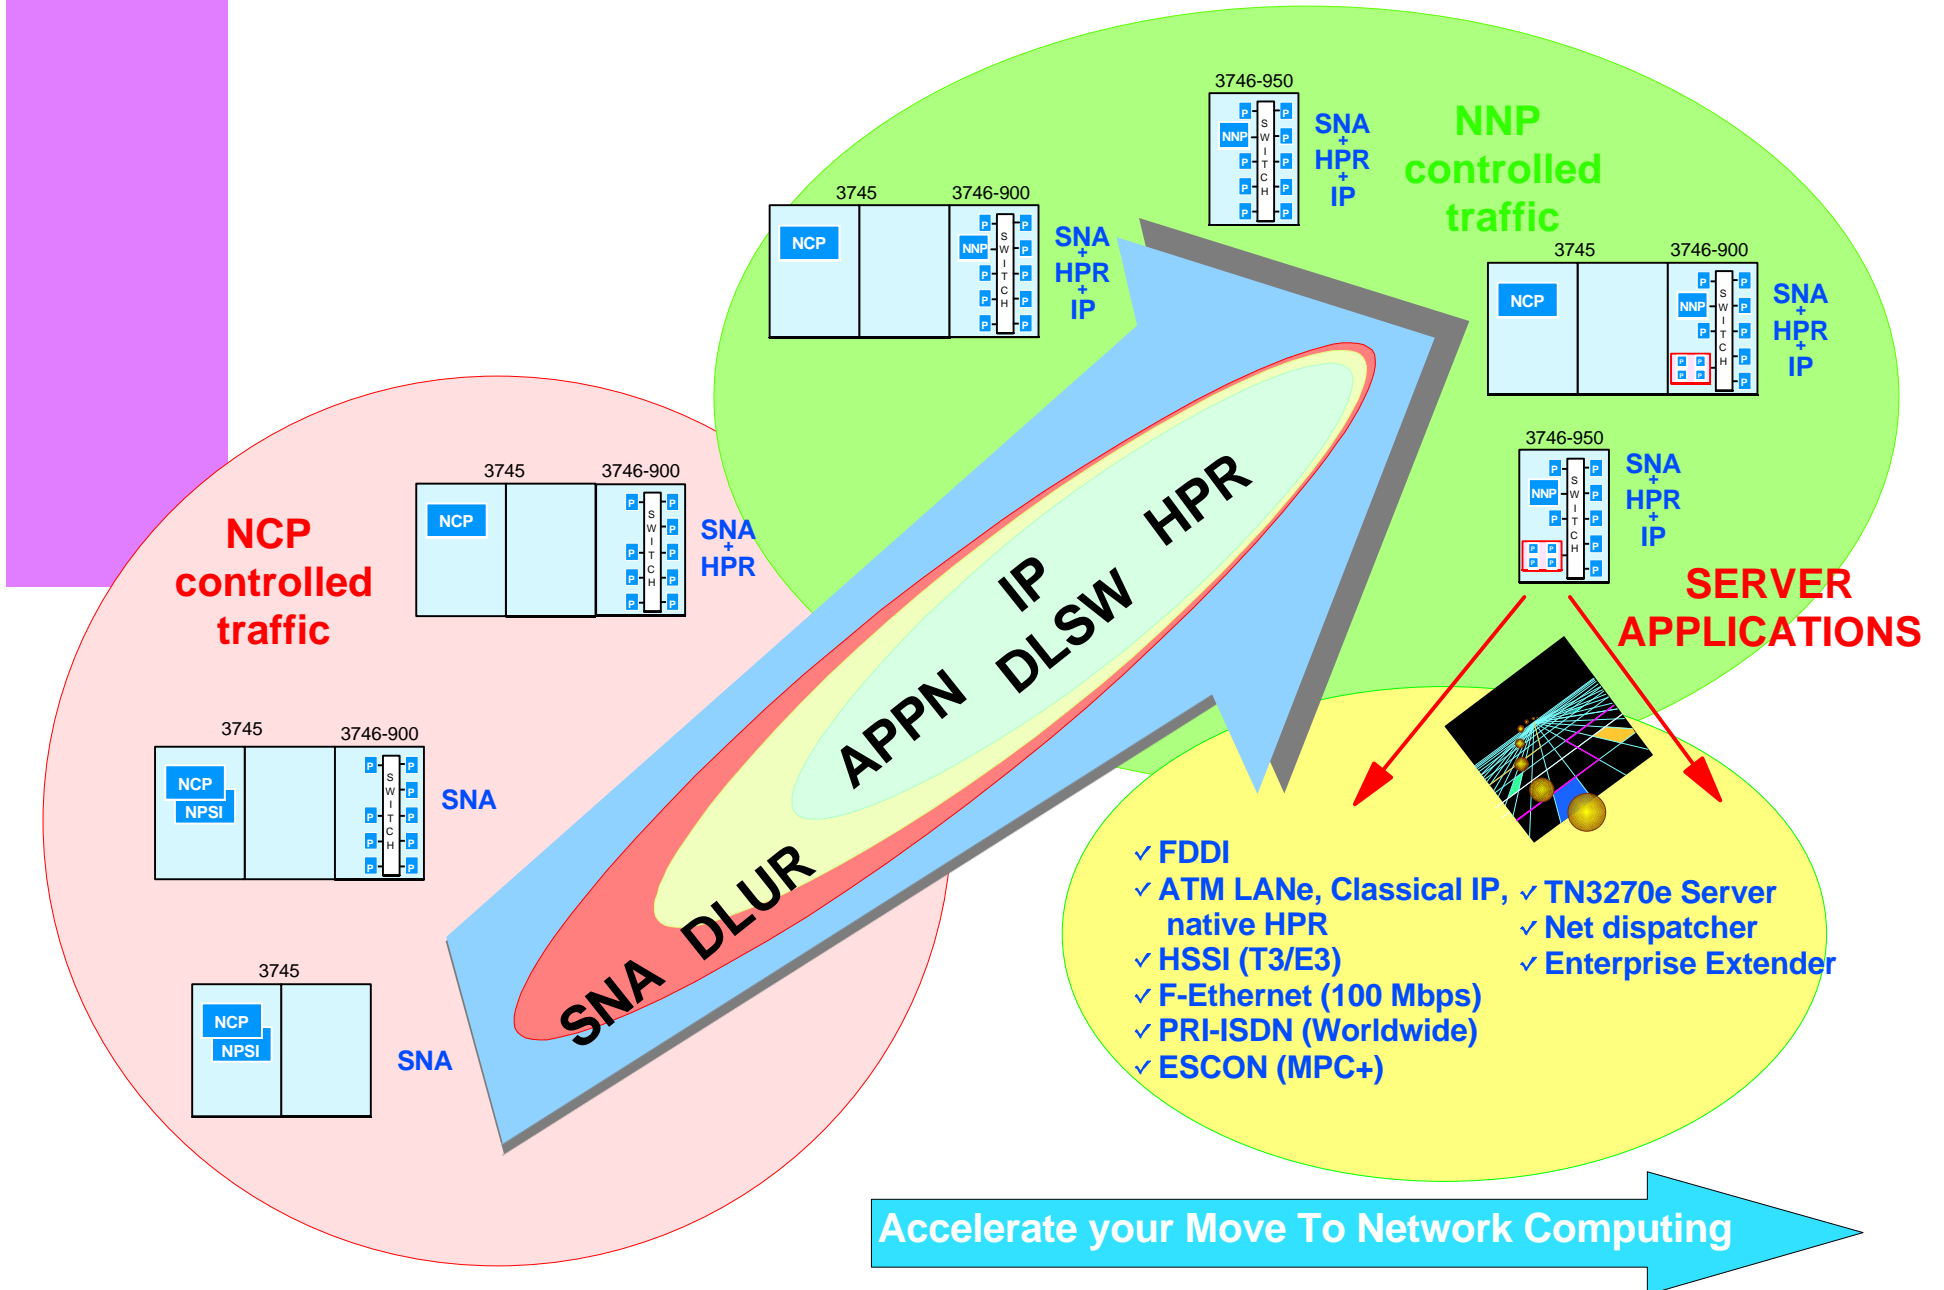 3746-950
P P
S
W
I
T
C
H
NNP P
P P
P P
P P
SNA
+
HPR
+
IP
NNP
controlled
traffic
3745 3746-900
NCP
P P
NNP P
P P
P P
P P
S
W
I
T
C
H
SNA
+
HPR
+
IP
3745 3746-900
NCP
P P
NNP P
P P
P P P
P P P
S
W
I
T
C
H
SNA
+
HPR
+
IP
3746-950
P P
NNP P
P P
P P P
P P P
S
W
I
T
C
H
SNA
+
HPR
+
IP
SERVER
APPLICATIONS
NCP
controlled
traffic
3745 3746-900
NCP
P P
P
P P
P P
P P
S
W
I
T
C
H
SNA
+
HPR
3745 3746-900
NCP
NPSI
P P
P
P P
P P
P P
S
W
I
T
C
H
SNA
3745
NCP
NPSI
SNA
HPR
IP
DLSW
APPN
DLUR
SNA
✓ FDDI
✓ ATM LANe, Classical IP,
native HPR
✓ HSSI (T3/E3)
✓ F-Ethernet (100 Mbps)
✓ PRI-ISDN (Worldwide)
✓ ESCON (MPC+)
✓ TN3270e Server
✓ Net dispatcher
✓ Enterprise Extender
Accelerate your Move To Network Computing